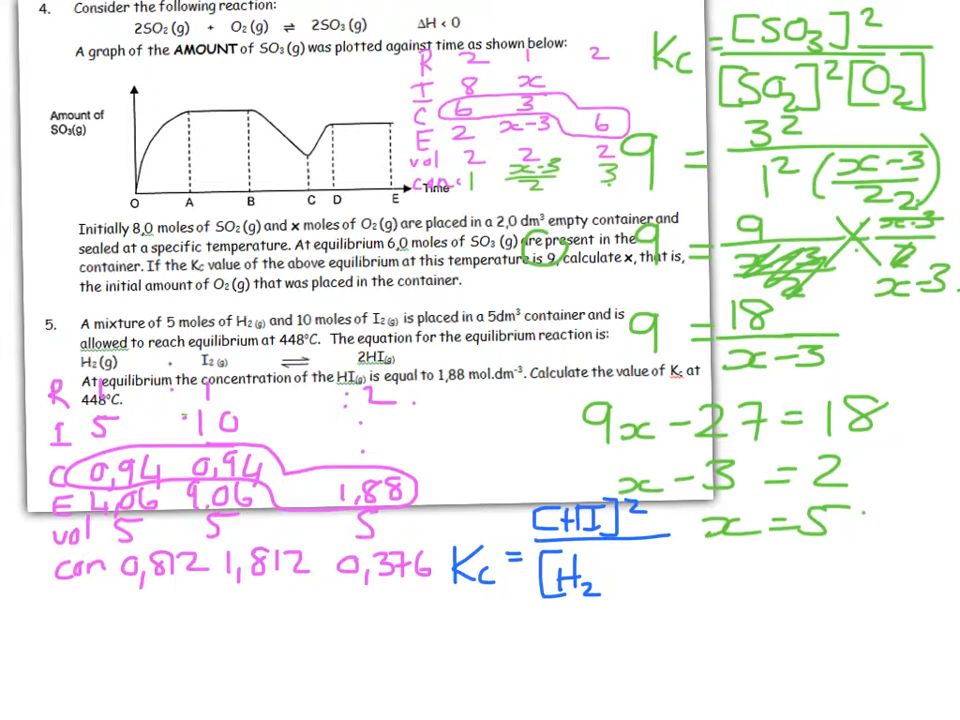 4. Consider the following reaction:
2SO₂(g) + O₂(g) ⇌ 2SO₃(g) ΔH < 0
A graph of the AMOUNT of SO₃(g) was plotted against time as shown below:
Amount of
SO₃(g)
O A B C D E Time
R 2 1 2
I 8 x
C 6 3 6
E 2 x-3
vol 2 2 2
con 1 x-3/2 3
Kc = [SO₃]² / [SO₂]²[O₂]
9 = 3² / 1² (x-3/2)
9 = 9
9 = 18 / x-3
9x - 27 = 18
x - 3 = 2
x = 5
Initially 8,0 moles of SO₂(g) and x moles of O₂(g) are placed in a 2,0 dm³ empty container and
sealed at a specific temperature. At equilibrium 6,0 moles of SO₃ (g) are present in the
container. If the Kc value of the above equilibrium at this temperature is 9, calculate x, that is,
the initial amount of O₂(g) that was placed in the container.
5. A mixture of 5 moles of H₂(g) and 10 moles of I₂(g) is placed in a 5dm³ container and is
allowed to reach equilibrium at 448°C. The equation for the equilibrium reaction is:
H₂(g) + I₂(g) ⇌ 2HI(g)
At equilibrium the concentration of the HI(g) is equal to 1,88 mol.dm⁻³. Calculate the value of Kc at
448°C.
R 1 : 1 : 2
I 5 10
C 0,94 0,94
E 4,06 9,06 1,88
vol 5 5 5
con 0,812 1,812 0,376
Kc = [HI]² / [H₂